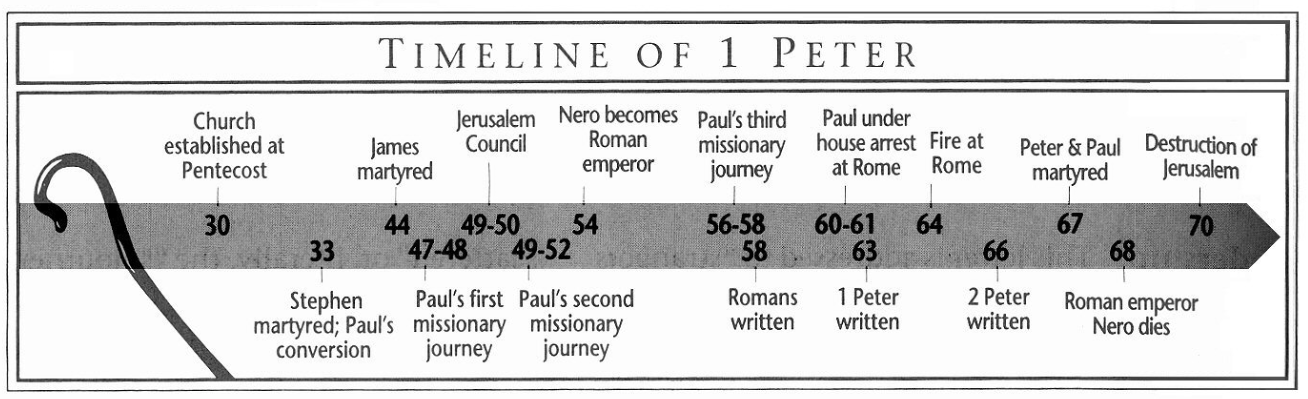 TIMELINE OF 1 PETER
Church
established at
Pentecost
James
martyred
Jerusalem
Council
Nero becomes
Roman
emperor
Paul's third
missionary
journey
Paul under
house arrest
at Rome
Fire at
Rome
Peter & Paul
martyred
Destruction of
Jerusalem
30
44
49-50
54
56-58
60-61
64
67
70
33
47-48
49-52
58
63
66
68
Stephen
martyred; Paul's
conversion
Paul's first
missionary
journey
Paul's second
missionary
journey
Romans
written
1 Peter
written
2 Peter
written
Roman emperor
Nero dies